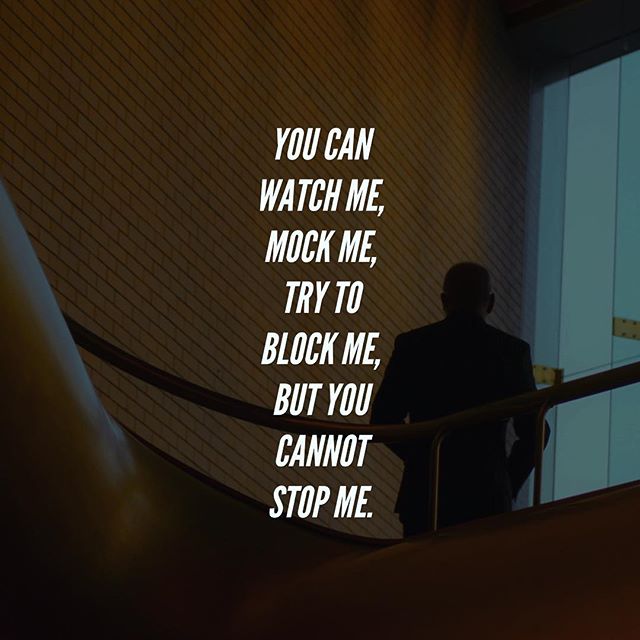 YOU CAN
WATCH ME,
MOCK ME,
TRY TO
BLOCK ME,
BUT YOU
CANNOT
STOP ME.